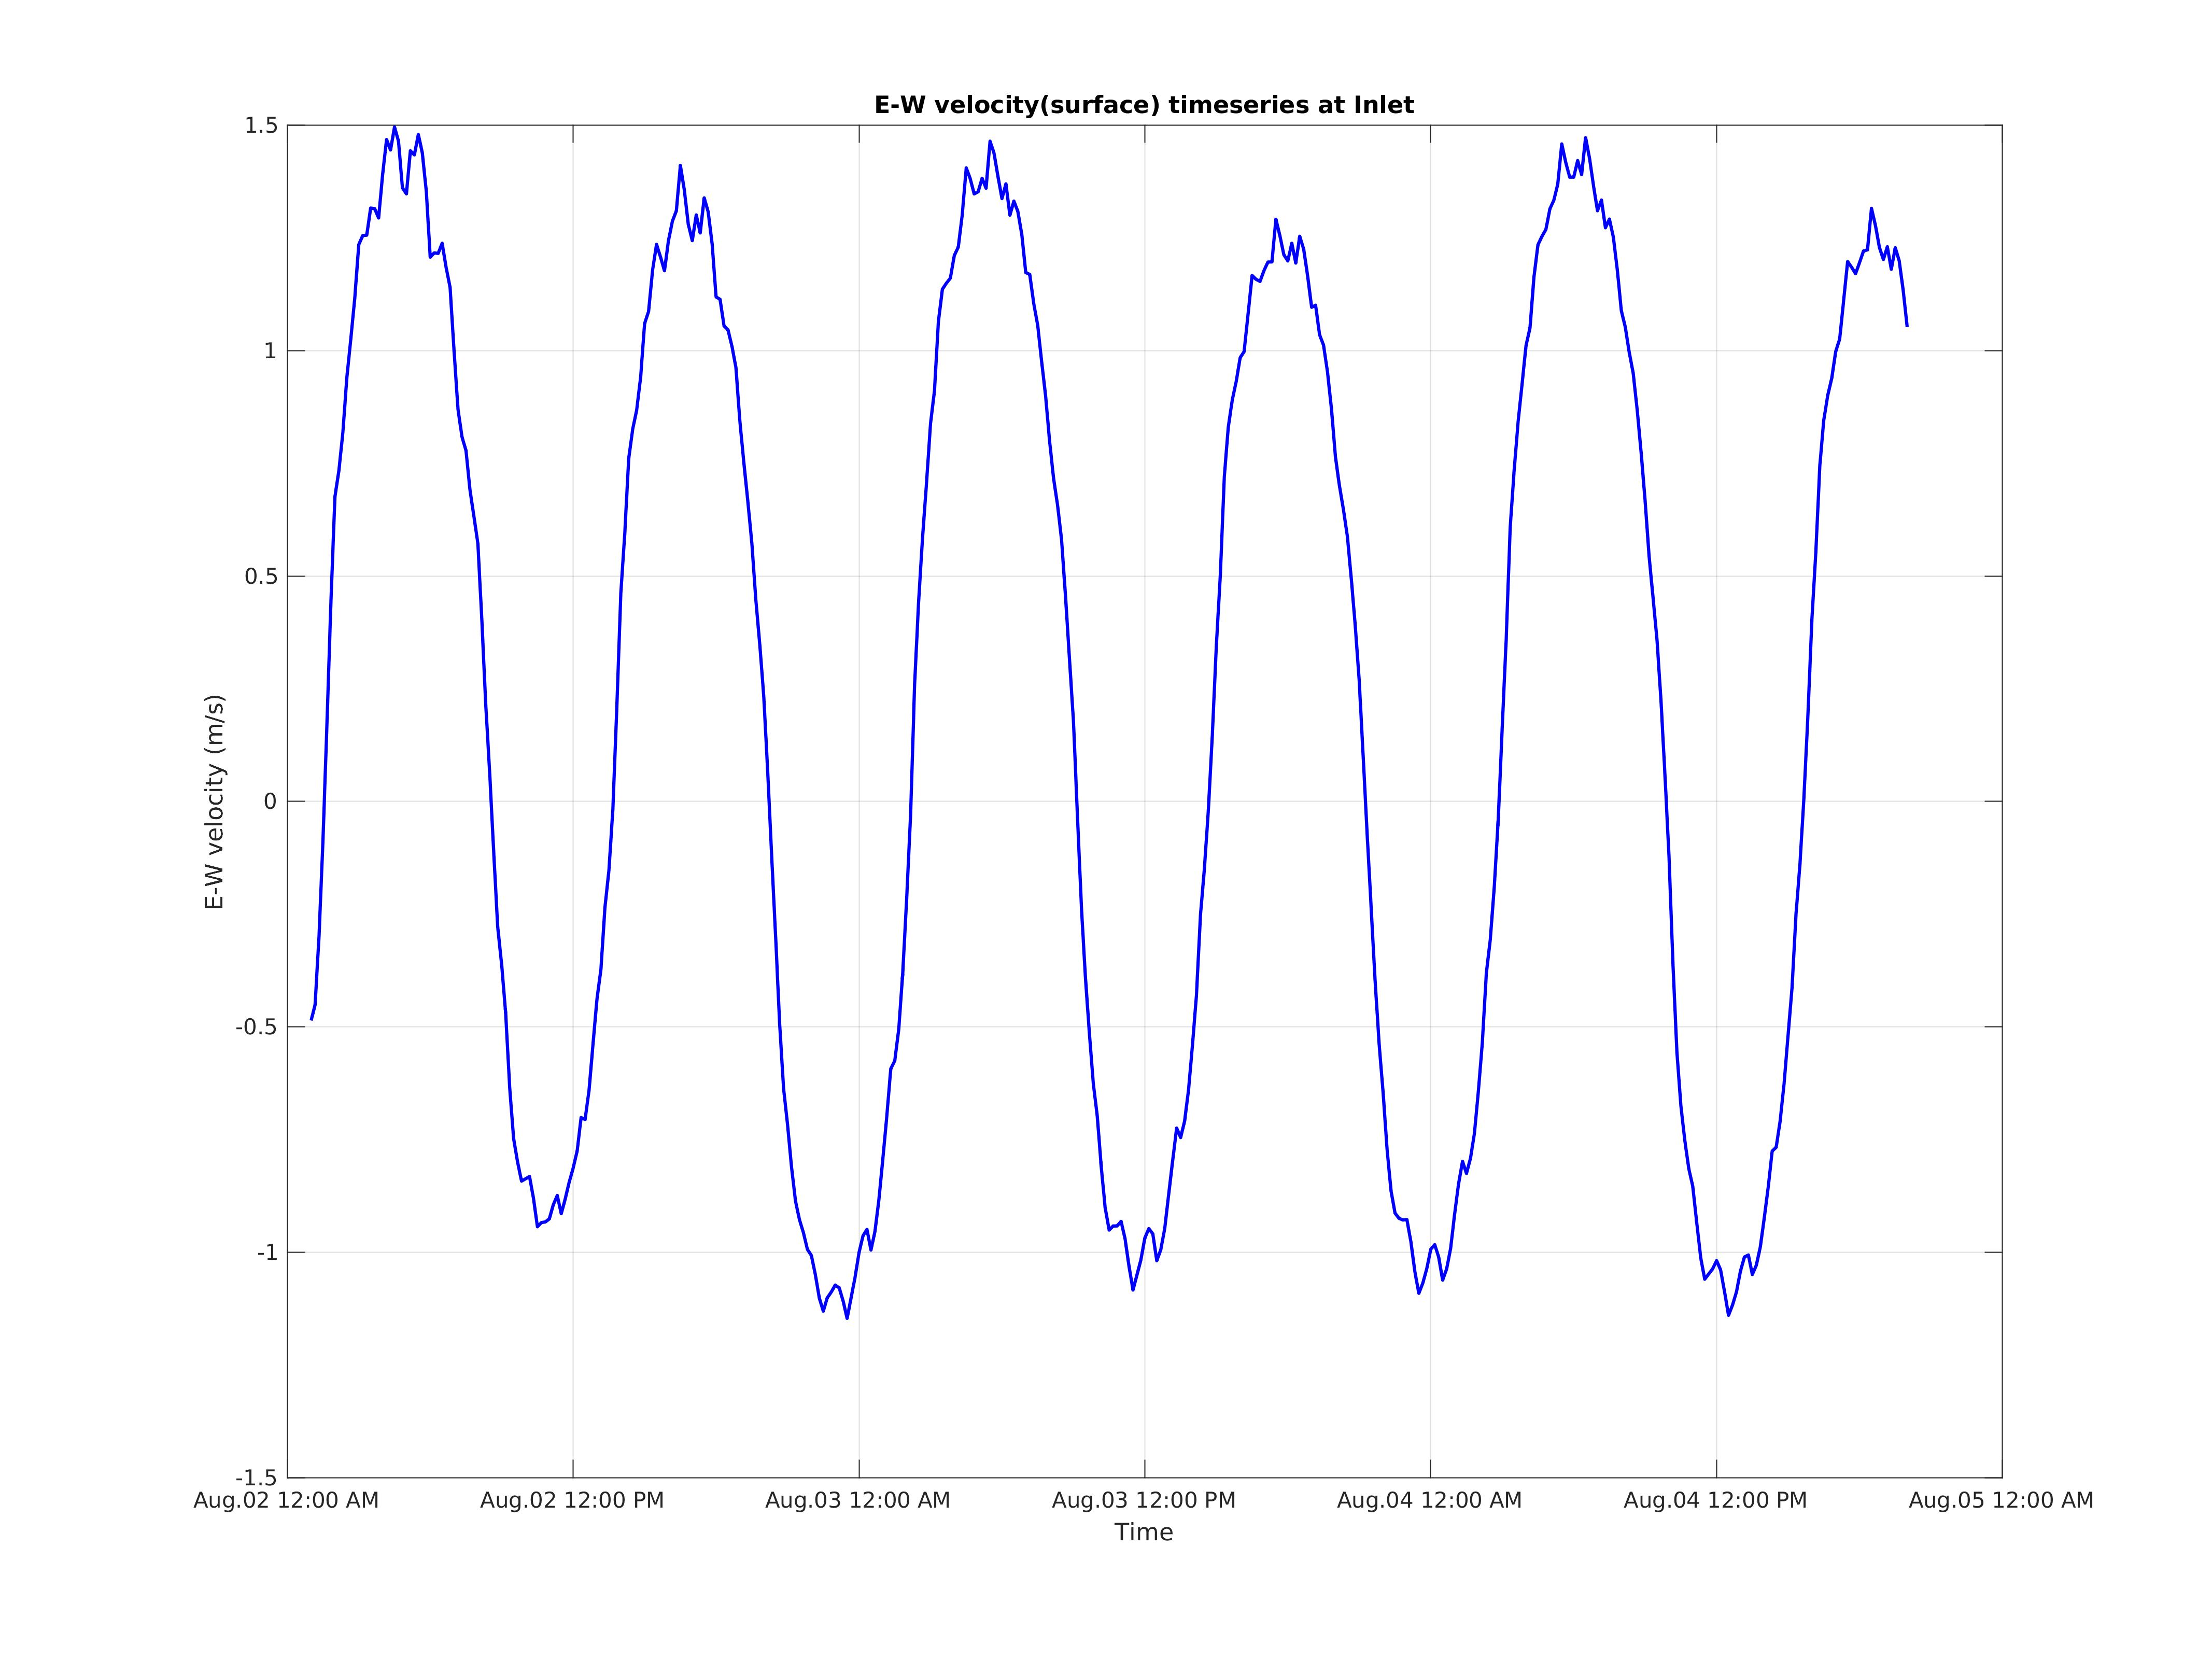 E-W velocity(surface) timeseries at Inlet
1.5
1
0.5
0
-0.5
-1
-1.5
E-W velocity (m/s)
Aug.02 12:00 AM Aug.02 12:00 PM Aug.03 12:00 AM Aug.03 12:00 PM Aug.04 12:00 AM Aug.04 12:00 PM Aug.05 12:00 AM
Time